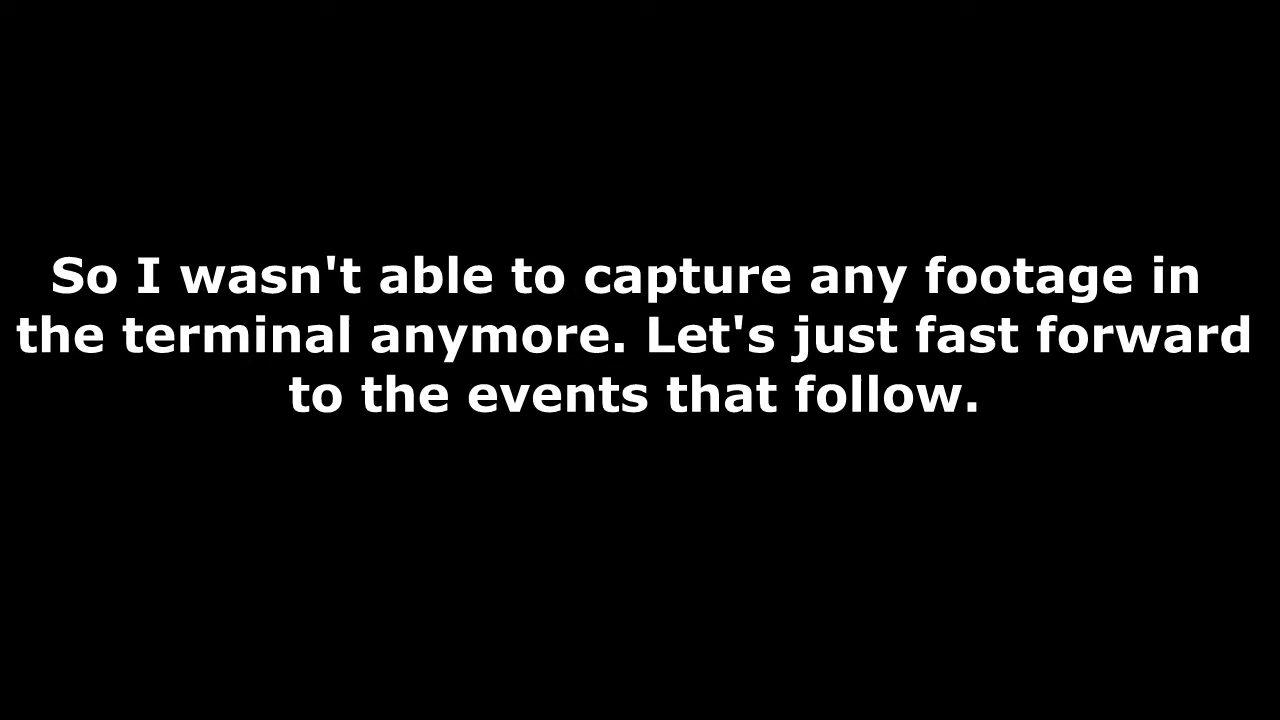 So I wasn't able to capture any footage in
the terminal anymore. Let's just fast forward
to the events that follow.